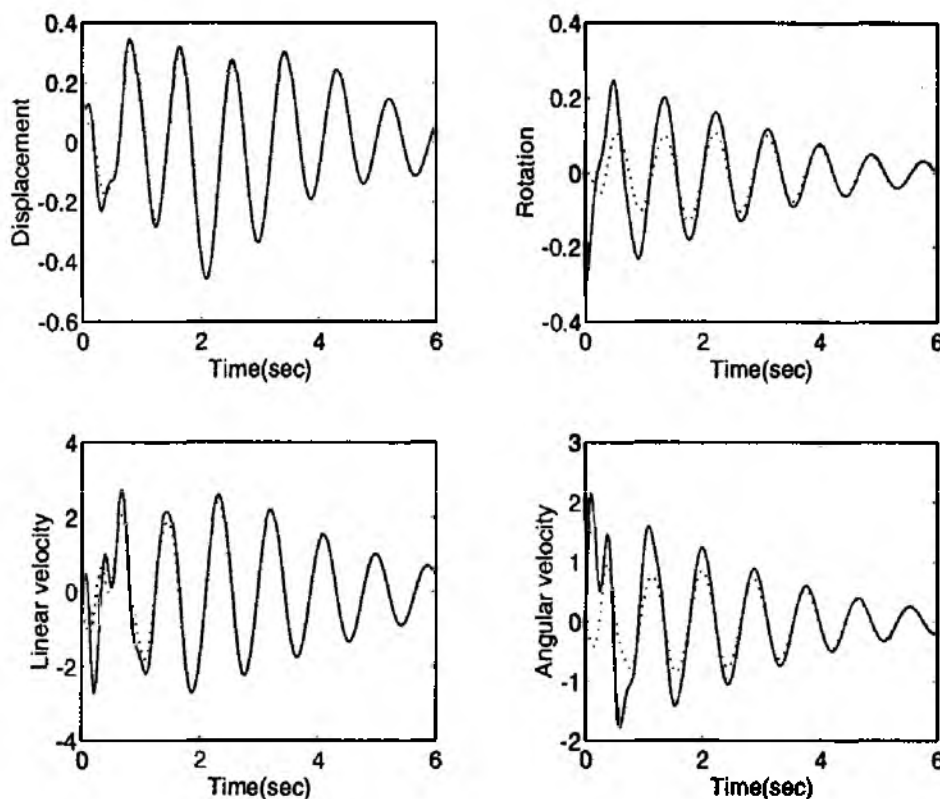 0.4
0.2
0
-0.2
-0.4
-0.6
0 2 4 6
Displacement
Time(sec)
0.4
0.2
0
-0.2
-0.4
0 2 4 6
Rotation
Time(sec)
4
2
0
-2
-4
0 2 4 6
Linear velocity
Time(sec)
3
2
1
0
-1
-2
0 2 4 6
Angular velocity
Time(sec)